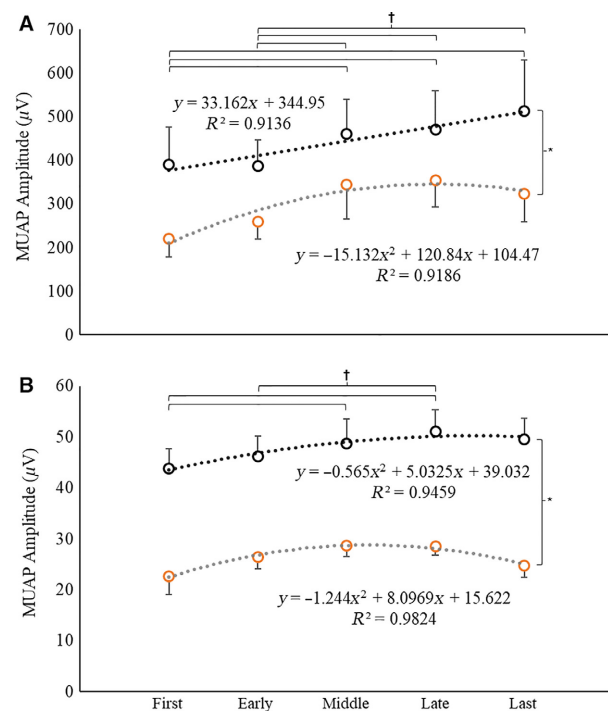 A
†
700
600
500
400
300
200
100
0
MUAP Amplitude (µV)
y = 33.162x + 344.95
R² = 0.9136
*
y = –15.132x² + 120.84x + 104.47
R² = 0.9186
B
†
60
50
40
30
20
10
0
MUAP Amplitude (µV)
y = –0.565x² + 5.0325x + 39.032
R² = 0.9459
*
y = –1.244x² + 8.0969x + 15.622
R² = 0.9824
First Early Middle Late Last